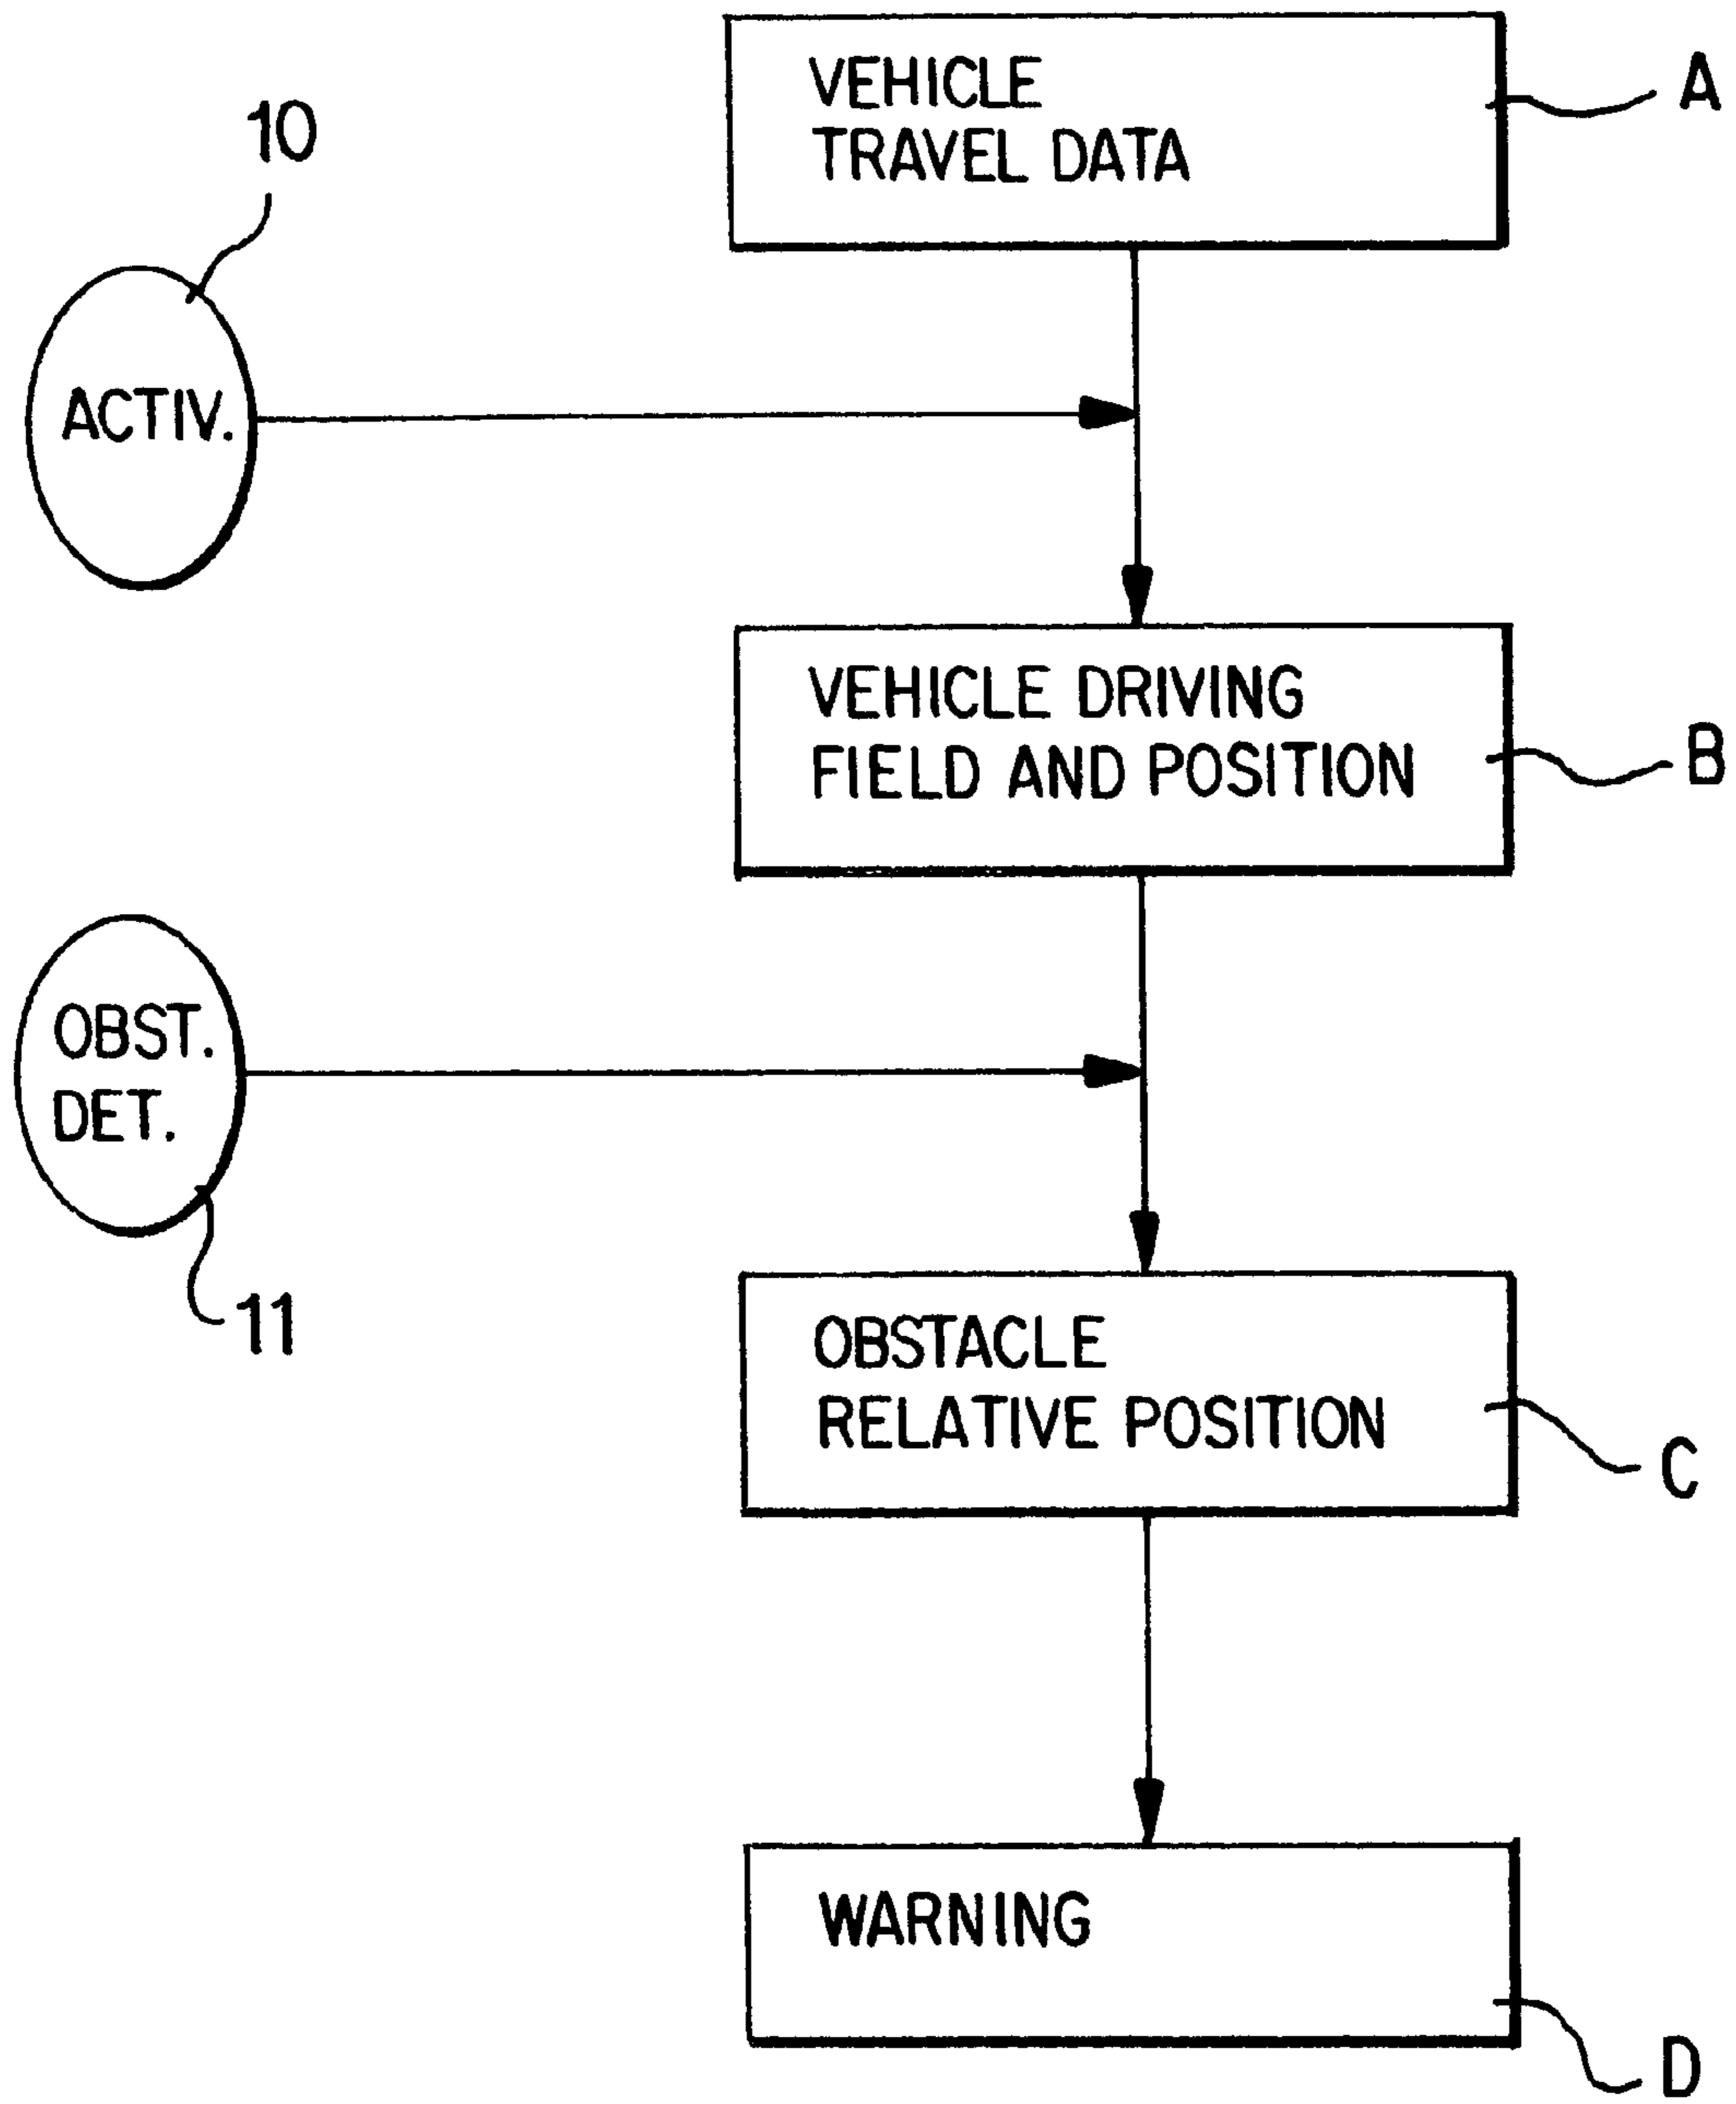 VEHICLE
TRAVEL DATA
A
10
ACTIV.
VEHICLE DRIVING
FIELD AND POSITION
B
OBST.
DET.
11
OBSTACLE
RELATIVE POSITION
C
WARNING
D